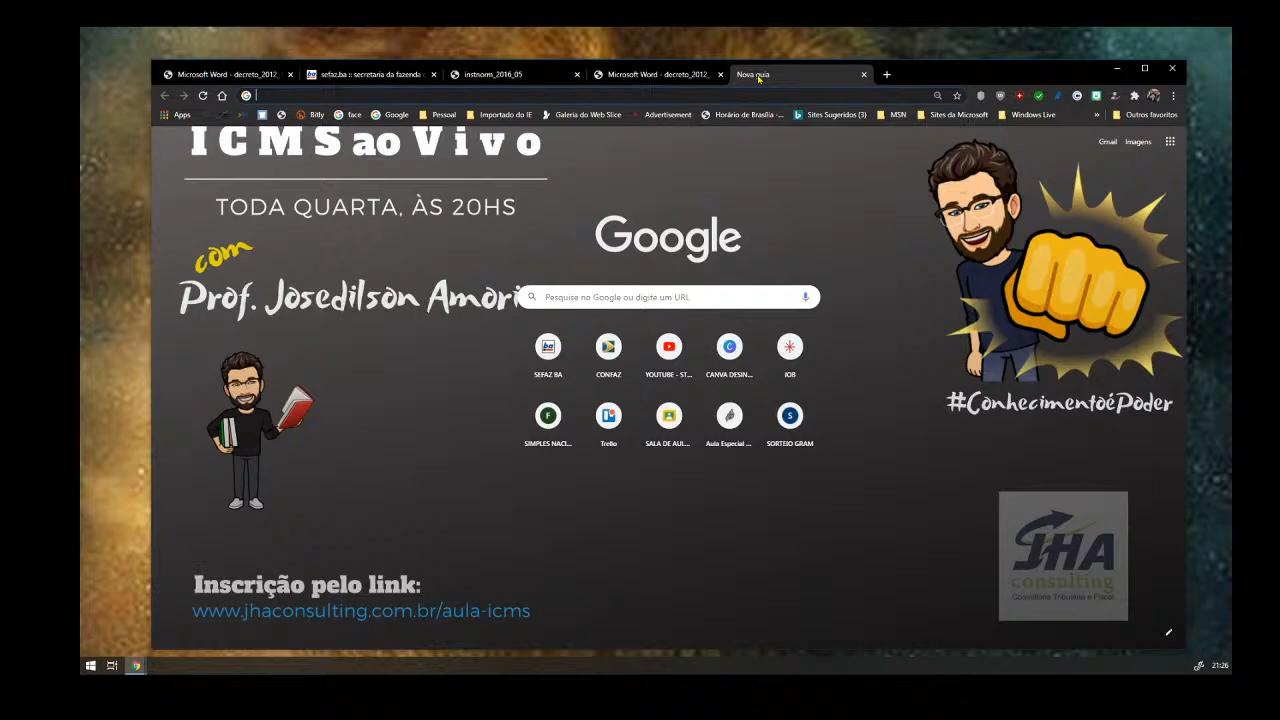 Microsoft Word - decreto_2012_
sefaz.ba :: secretaria da fazenda
instnorm_2016_05
Microsoft Word - decreto_2012_
Nova guia
Apps
Bitly
face
Google
Pessoal
Importado do IE
Galeria do Web Slice
Advertisement
Horário de Brasília -...
Sites Sugeridos (3)
MSN
Sites da Microsoft
Windows Live
»
Outros favoritos
ICMS ao Vivo
Gmail
Imagens
TODA QUARTA, ÀS 20HS
com
Prof. Josedilson Amori
Google
Pesquise no Google ou digite um URL
SEFAZ BA
CONFAZ
YOUTUBE - ST...
CANVA DESIN...
IOB
SIMPLES NACI...
Trello
SALA DE AUL...
Aula Especial ...
SORTEIO GRAM
#ConhecimentoéPoder
JHA
consulting
Consultoria Tributária e Fiscal
Inscrição pelo link:
www.jhaconsulting.com.br/aula-icms
21:26